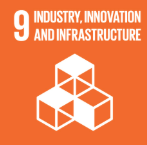 9 INDUSTRY, INNOVATION
AND INFRASTRUCTURE